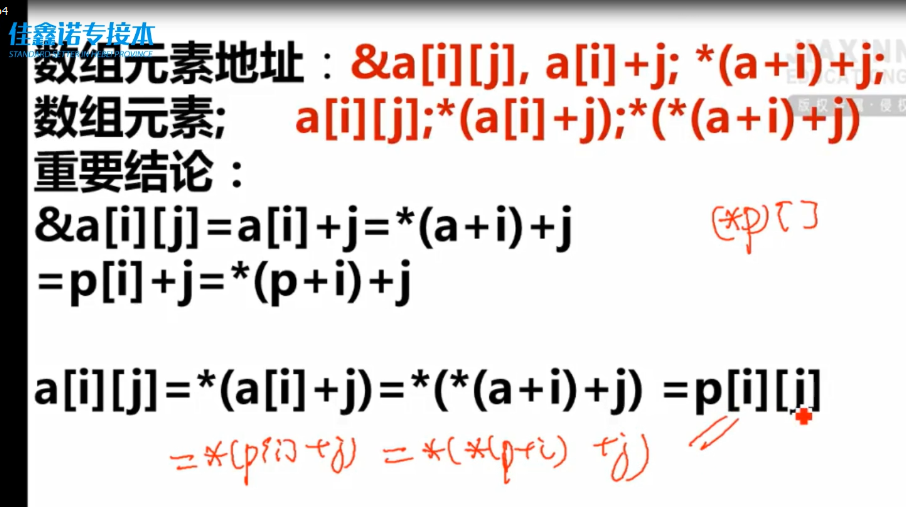 佳鑫诺专接本
数组元素地址:&a[i][j], a[i]+j; *(a+i)+j;
数组元素; a[i][j];*(a[i]+j);*(*(a+i)+j)
重要结论:
&a[i][j]=a[i]+j=*(a+i)+j
(*p)[ ]
=p[i]+j=*(p+i)+j
a[i][j]=*(a[i]+j)=*(*(a+i)+j) =p[i][j]
=*(p[i]+j) =*(*(p+i) +j)